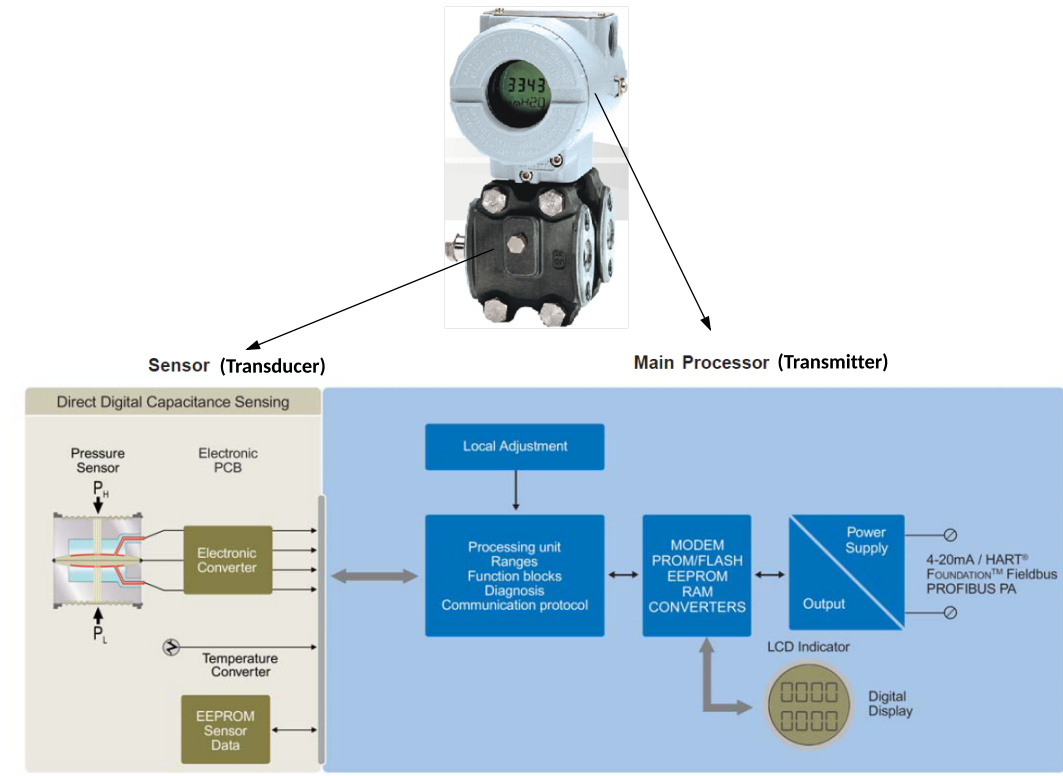 3343
mmH2O
Sensor (Transducer)
Main Processor (Transmitter)
Direct Digital Capacitance Sensing
Pressure
Sensor
PH
Electronic
PCB
Electronic
Converter
PL
Temperature
Converter
EEPROM
Sensor
Data
Local Adjustment
Processing unit
Ranges
Function blocks
Diagnosis
Communication protocol
MODEM
PROM/FLASH
EEPROM
RAM
CONVERTERS
Power
Supply
Output
4-20mA / HART®
FOUNDATION™ Fieldbus
PROFIBUS PA
LCD Indicator
Digital
Display